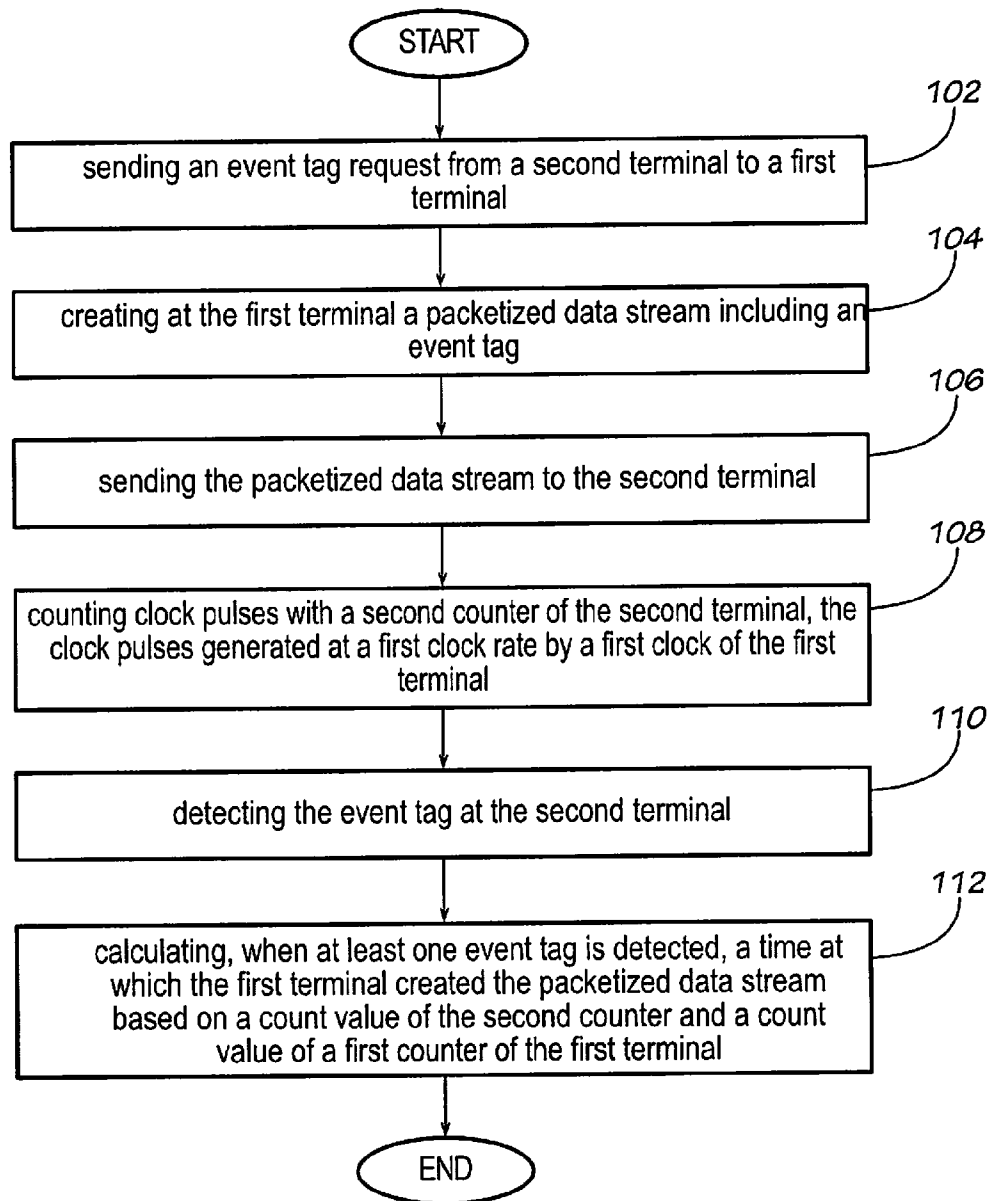 START
102
sending an event tag request from a second terminal to a first
terminal
104
creating at the first terminal a packetized data stream including an
event tag
106
sending the packetized data stream to the second terminal
108
counting clock pulses with a second counter of the second terminal, the
clock pulses generated at a first clock rate by a first clock of the first
terminal
110
detecting the event tag at the second terminal
112
calculating, when at least one event tag is detected, a time at
which the first terminal created the packetized data stream
based on a count value of the second counter and a count
value of a first counter of the first terminal
END